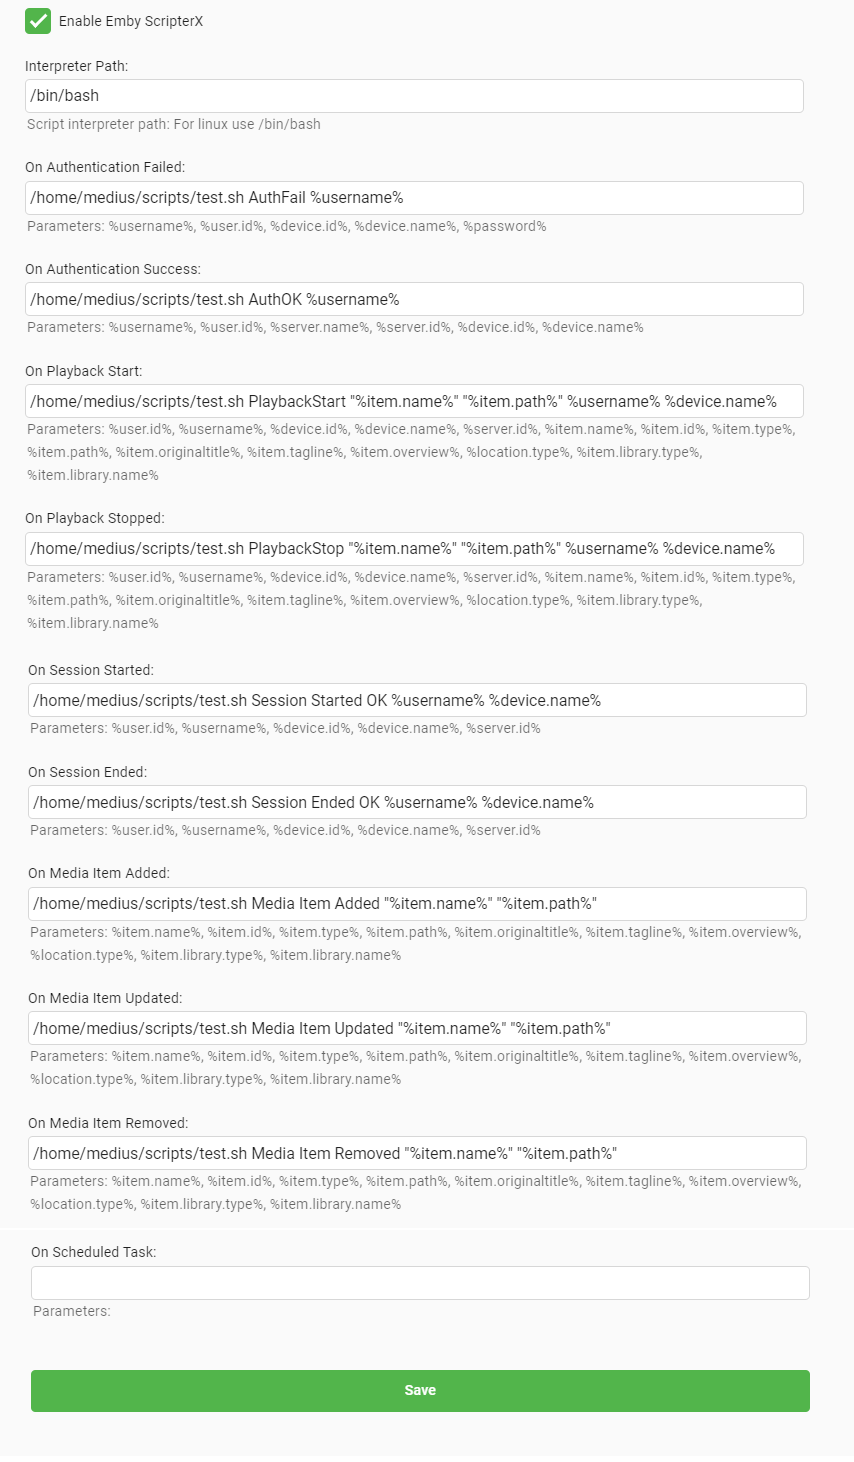 Enable Emby ScripterX
Interpreter Path:
/bin/bash
Script interpreter path: For linux use /bin/bash
On Authentication Failed:
/home/medius/scripts/test.sh AuthFail %username%
Parameters: %username%, %user.id%, %device.id%, %device.name%, %password%
On Authentication Success:
/home/medius/scripts/test.sh AuthOK %username%
Parameters: %username%, %user.id%, %server.name%, %server.id%, %device.id%, %device.name%
On Playback Start:
/home/medius/scripts/test.sh PlaybackStart "%item.name%" "%item.path%" %username% %device.name%
Parameters: %user.id%, %username%, %device.id%, %device.name%, %server.id%, %item.name%, %item.id%, %item.type%,
%item.path%, %item.originaltitle%, %item.tagline%, %item.overview%, %location.type%, %item.library.type%,
%item.library.name%
On Playback Stopped:
/home/medius/scripts/test.sh PlaybackStop "%item.name%" "%item.path%" %username% %device.name%
Parameters: %user.id%, %username%, %device.id%, %device.name%, %server.id%, %item.name%, %item.id%, %item.type%,
%item.path%, %item.originaltitle%, %item.tagline%, %item.overview%, %location.type%, %item.library.type%,
%item.library.name%
On Session Started:
/home/medius/scripts/test.sh Session Started OK %username% %device.name%
Parameters: %user.id%, %username%, %device.id%, %device.name%, %server.id%
On Session Ended:
/home/medius/scripts/test.sh Session Ended OK %username% %device.name%
Parameters: %user.id%, %username%, %device.id%, %device.name%, %server.id%
On Media Item Added:
/home/medius/scripts/test.sh Media Item Added "%item.name%" "%item.path%"
Parameters: %item.name%, %item.id%, %item.type%, %item.path%, %item.originaltitle%, %item.tagline%, %item.overview%,
%location.type%, %item.library.type%, %item.library.name%
On Media Item Updated:
/home/medius/scripts/test.sh Media Item Updated "%item.name%" "%item.path%"
Parameters: %item.name%, %item.id%, %item.type%, %item.path%, %item.originaltitle%, %item.tagline%, %item.overview%,
%location.type%, %item.library.type%, %item.library.name%
On Media Item Removed:
/home/medius/scripts/test.sh Media Item Removed "%item.name%" "%item.path%"
Parameters: %item.name%, %item.id%, %item.type%, %item.path%, %item.originaltitle%, %item.tagline%, %item.overview%,
%location.type%, %item.library.type%, %item.library.name%
On Scheduled Task:
Parameters:
Save